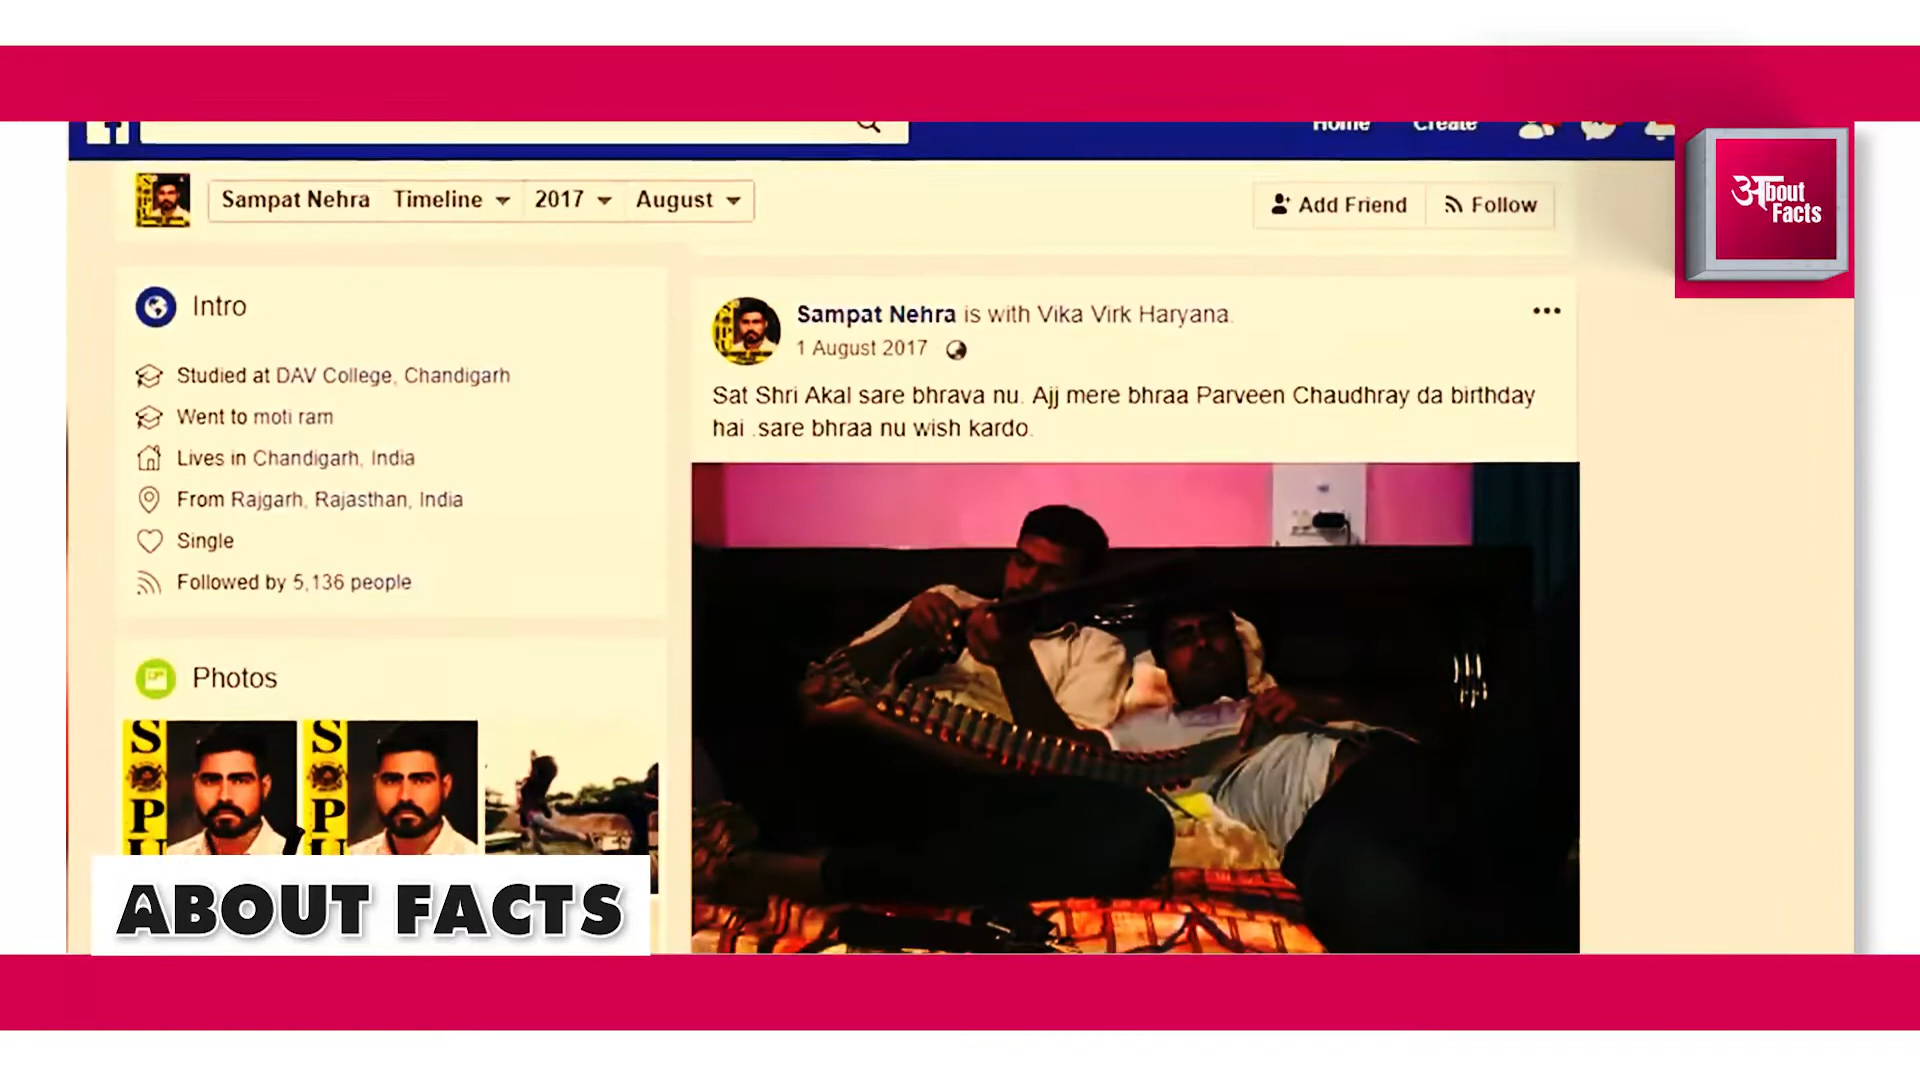 Home Create
Sampat Nehra Timeline 2017 August
Add Friend Follow
अbout
Facts
Intro
Studied at DAV College, Chandigarh
Went to moti ram
Lives in Chandigarh, India
From Rajgarh, Rajasthan, India
Single
Followed by 5,136 people
Photos
S
P
U
S
P
U
Sampat Nehra is with Vika Virk Haryana.
1 August 2017
Sat Shri Akal sare bhrava nu. Ajj mere bhraa Parveen Chaudhray da birthday
hai .sare bhraa nu wish kardo.
ABOUT FACTS